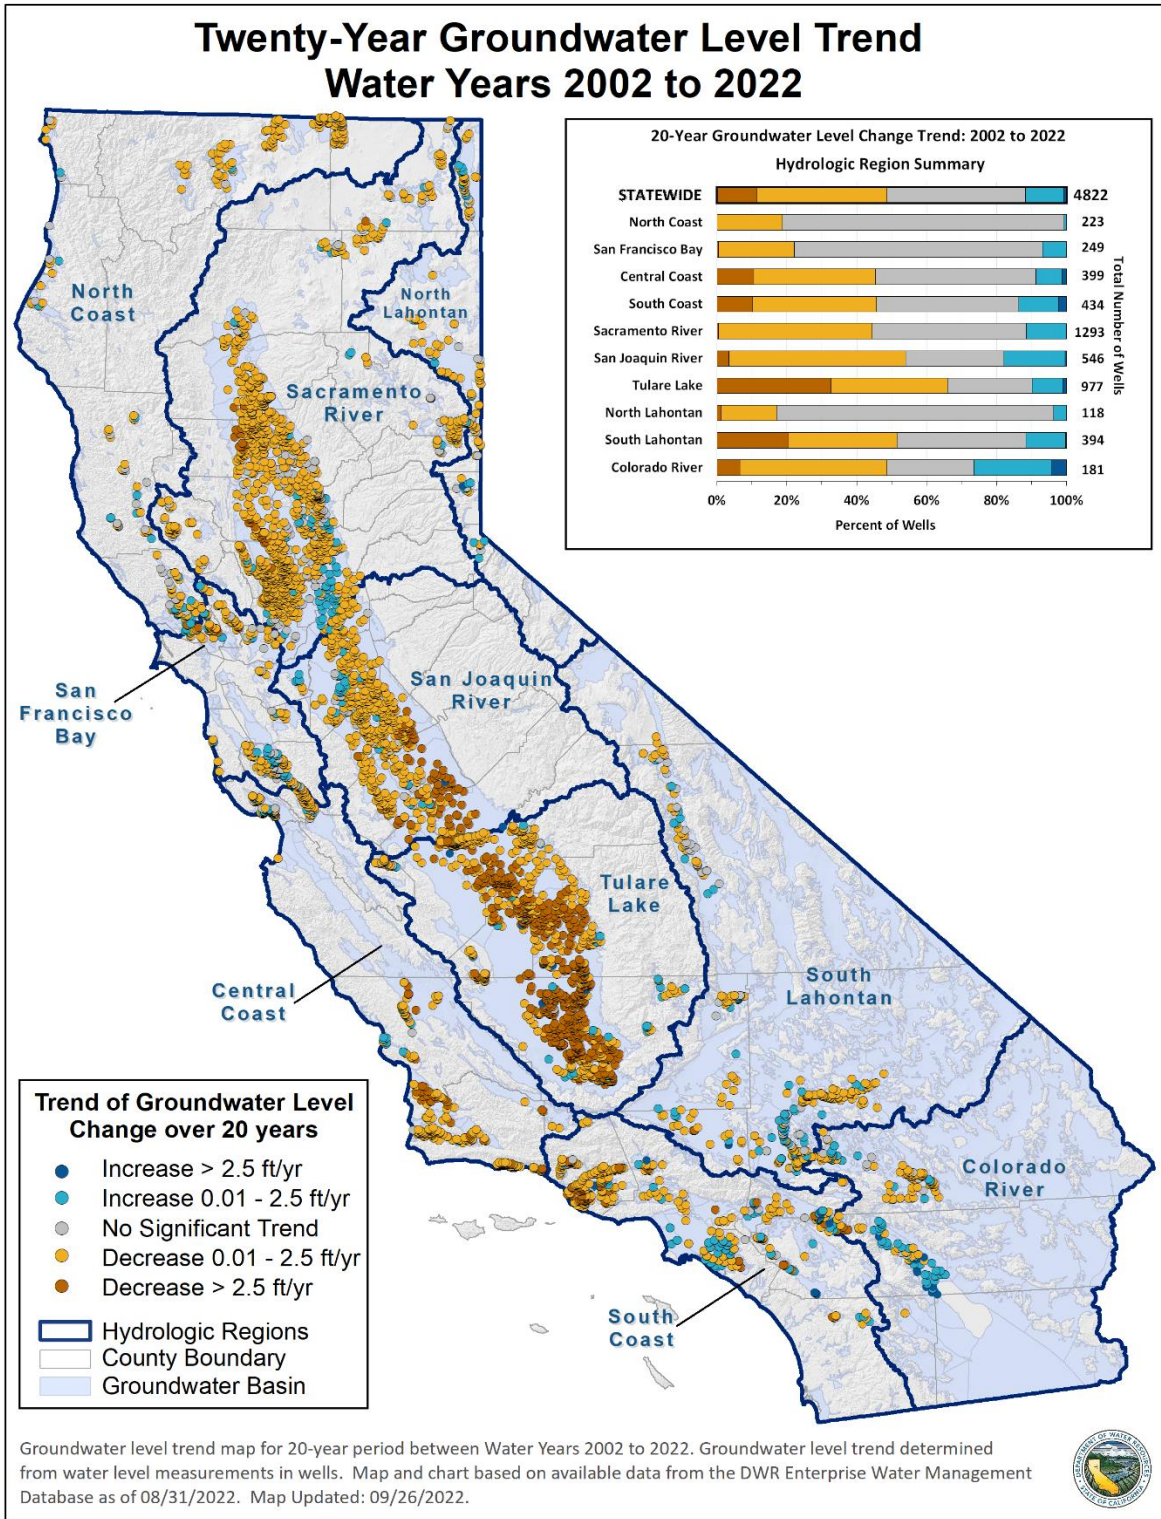 Twenty-Year Groundwater Level Trend
Water Years 2002 to 2022
20-Year Groundwater Level Change Trend: 2002 to 2022
Hydrologic Region Summary
STATEWIDE 4822
North Coast 223
San Francisco Bay 249
Central Coast 399
South Coast 434
Sacramento River 1293
San Joaquin River 546
Tulare Lake 977
North Lahontan 118
South Lahontan 394
Colorado River 181
Total Number of Wells
0% 20% 40% 60% 80% 100%
Percent of Wells
North
Coast
North
Lahontan
Sacramento
River
San Joaquin
River
San
Francisco
Bay
Tulare
Lake
South
Lahontan
Central
Coast
Colorado
River
South
Coast
Trend of Groundwater Level
Change over 20 years
Increase > 2.5 ft/yr
Increase 0.01 - 2.5 ft/yr
No Significant Trend
Decrease 0.01 - 2.5 ft/yr
Decrease > 2.5 ft/yr
Hydrologic Regions
County Boundary
Groundwater Basin
Groundwater level trend map for 20-year period between Water Years 2002 to 2022. Groundwater level trend determined
from water level measurements in wells. Map and chart based on available data from the DWR Enterprise Water Management
Database as of 08/31/2022. Map Updated: 09/26/2022.
DEPARTMENT OF WATER RESOURCES
STATE OF CALIFORNIA